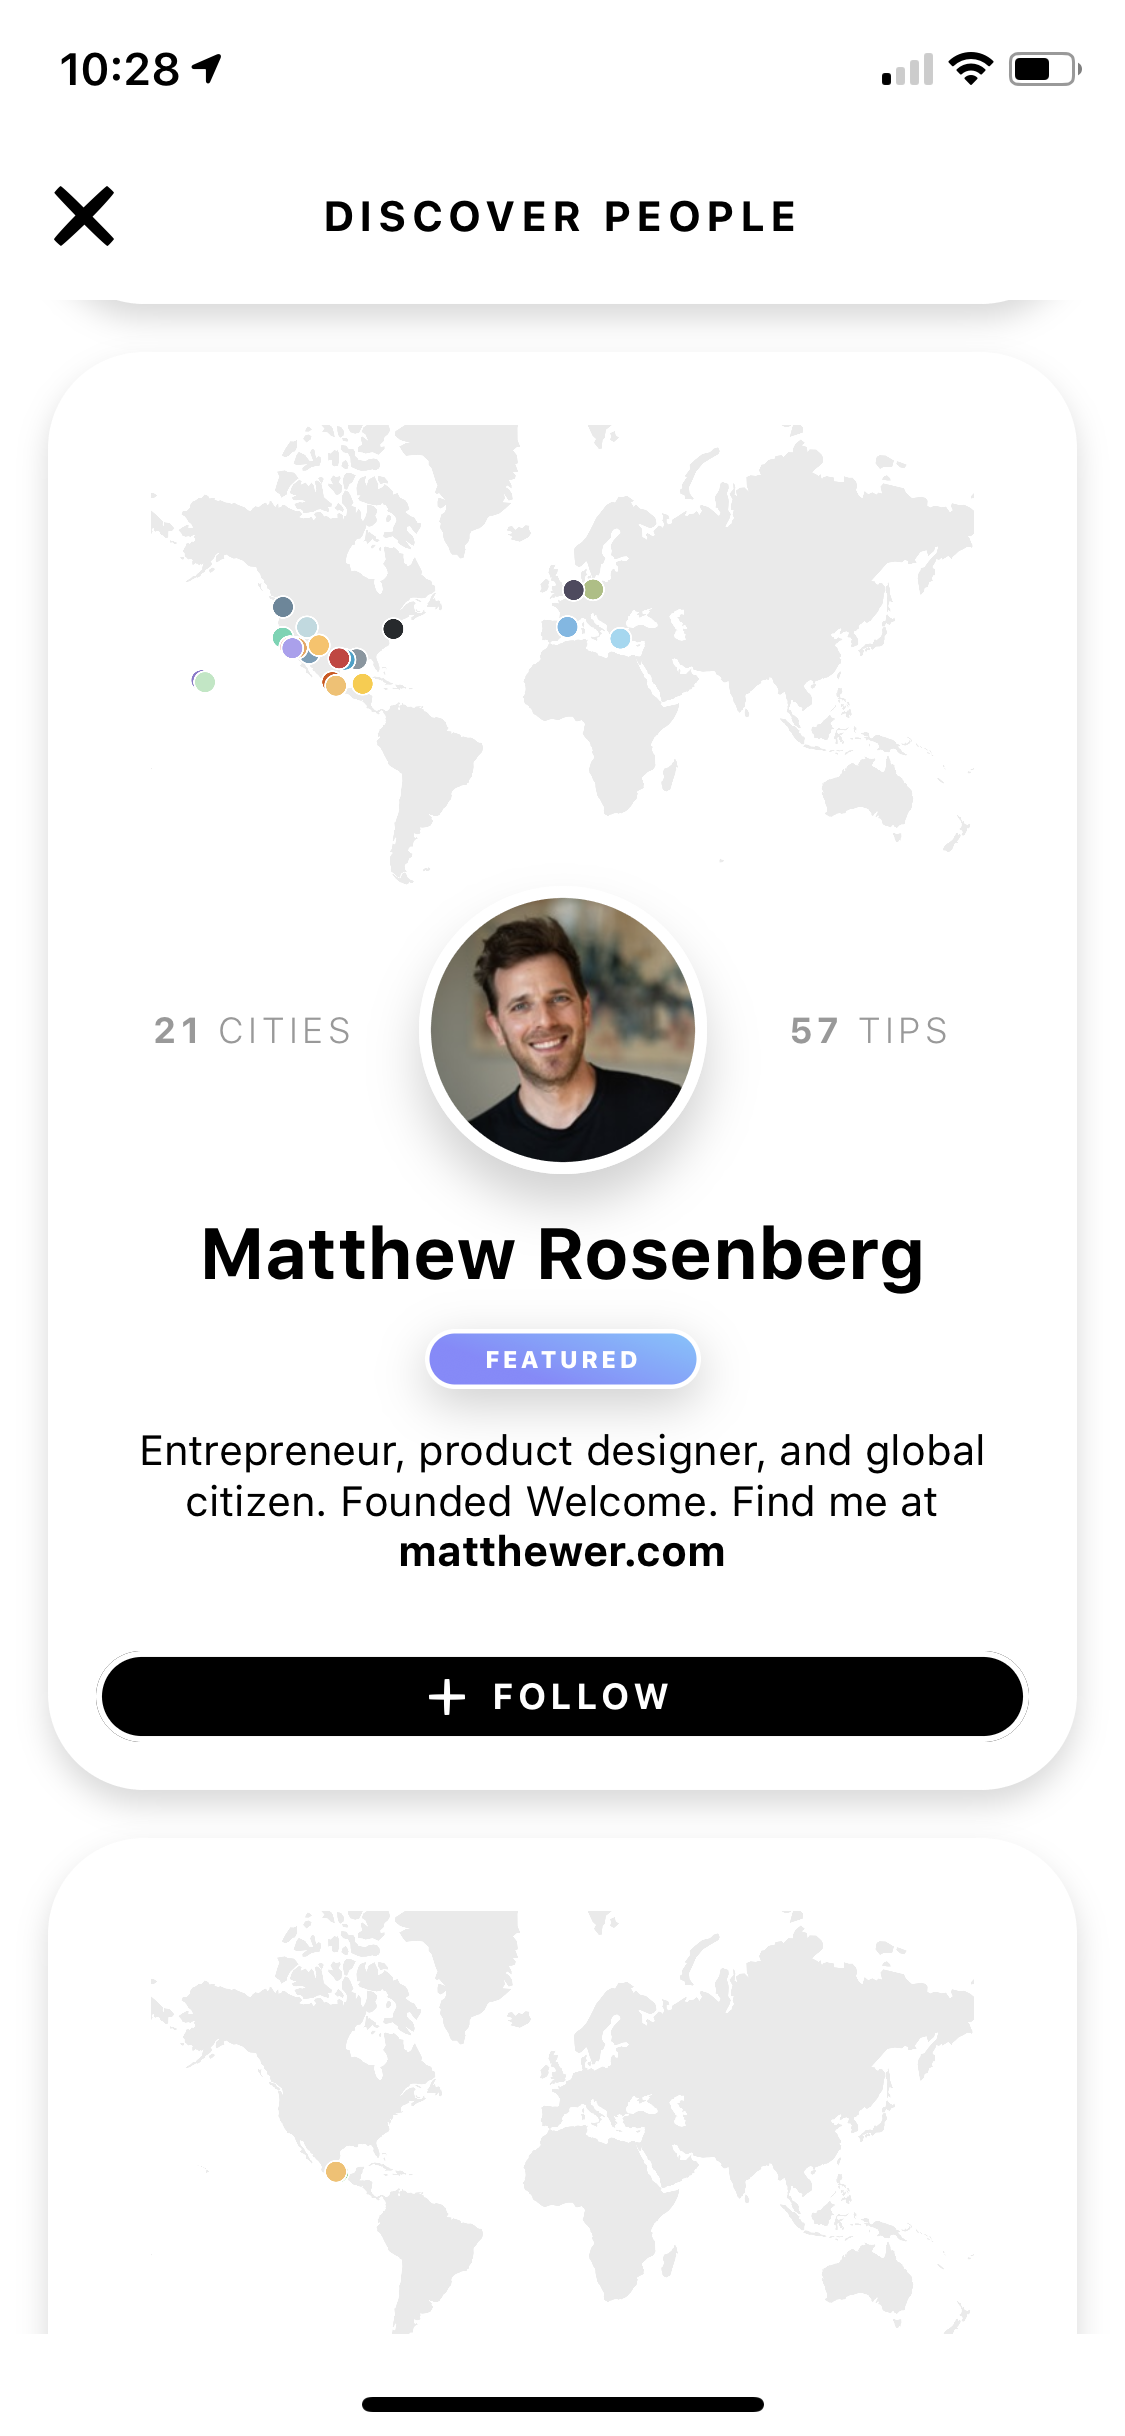 10:28
DISCOVER PEOPLE
21 CITIES
57 TIPS
Matthew Rosenberg
FEATURED
Entrepreneur, product designer, and global
citizen. Founded Welcome. Find me at
matthewer.com
FOLLOW